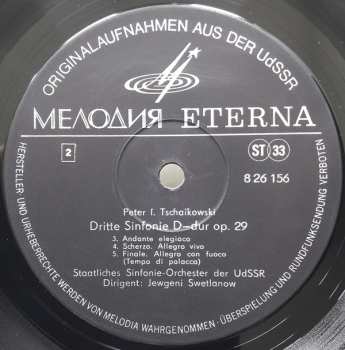 ORIGINALAUFNAHMEN AUS DER UdSSR
МЕЛОДИЯ ETERNA
2
ST 33
8 26 156
Peter I. Tschaikowski
Dritte Sinfonie D-dur op. 29
3. Andante elegiaco
4. Scherzo. Allegro vivo
5. Finale. Allegro con fuoco
(Tempo di polacca)
Staatliches Sinfonie-Orchester der UdSSR
Dirigent: Jewgeni Swetlanow
HERSTELLER- UND URHEBERRECHTE WERDEN VON MELODIA WAHRGENOMMEN · ÜBERSPIELUNG UND RUNDFUNKSENDUNG VERBOTEN